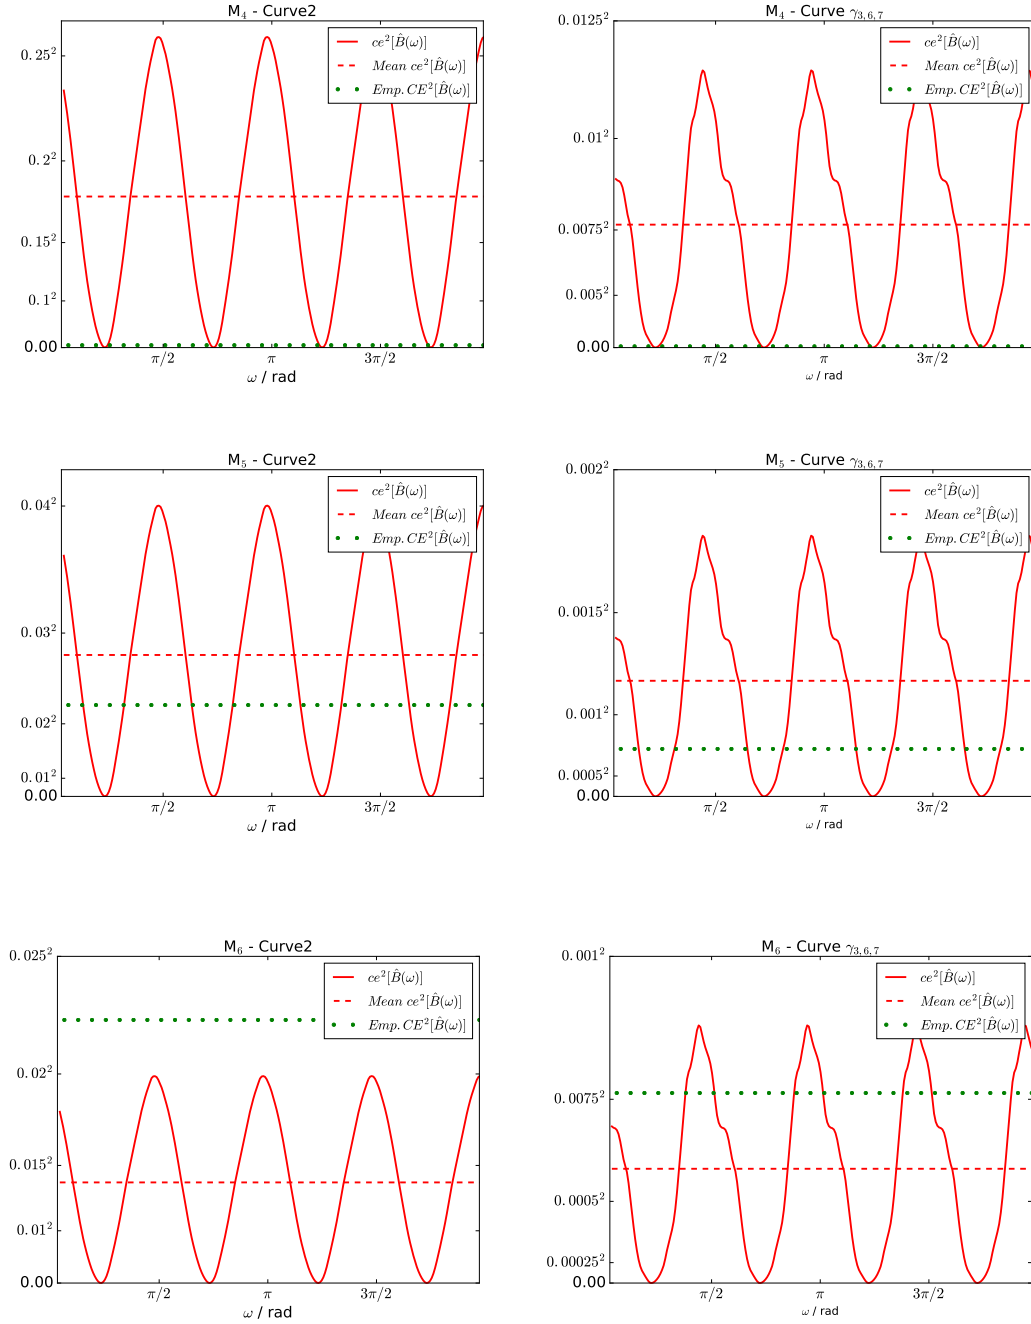 M₄ - Curve2
0.25²
0.2²
0.15²
0.1²
0.00
π/2
π
3π/2
ω / rad
ce²[B̂(ω)]
Mean ce²[B̂(ω)]
Emp. CE²[B̂(ω)]
M₄ - Curve γ₃,₆,₇
0.0125²
0.01²
0.0075²
0.005²
0.00
π/2
π
3π/2
ω / rad
ce²[B̂(ω)]
Mean ce²[B̂(ω)]
Emp. CE²[B̂(ω)]
M₅ - Curve2
0.04²
0.03²
0.02²
0.01²
0.00
π/2
π
3π/2
ω / rad
ce²[B̂(ω)]
Mean ce²[B̂(ω)]
Emp. CE²[B̂(ω)]
M₅ - Curve γ₃,₆,₇
0.002²
0.0015²
0.001²
0.0005²
0.00
π/2
π
3π/2
ω / rad
ce²[B̂(ω)]
Mean ce²[B̂(ω)]
Emp. CE²[B̂(ω)]
M₆ - Curve2
0.025²
0.02²
0.015²
0.01²
0.00
π/2
π
3π/2
ω / rad
ce²[B̂(ω)]
Mean ce²[B̂(ω)]
Emp. CE²[B̂(ω)]
M₆ - Curve γ₃,₆,₇
0.001²
0.0075²
0.0005²
0.00025²
0.00
π/2
π
3π/2
ω / rad
ce²[B̂(ω)]
Mean ce²[B̂(ω)]
Emp. CE²[B̂(ω)]